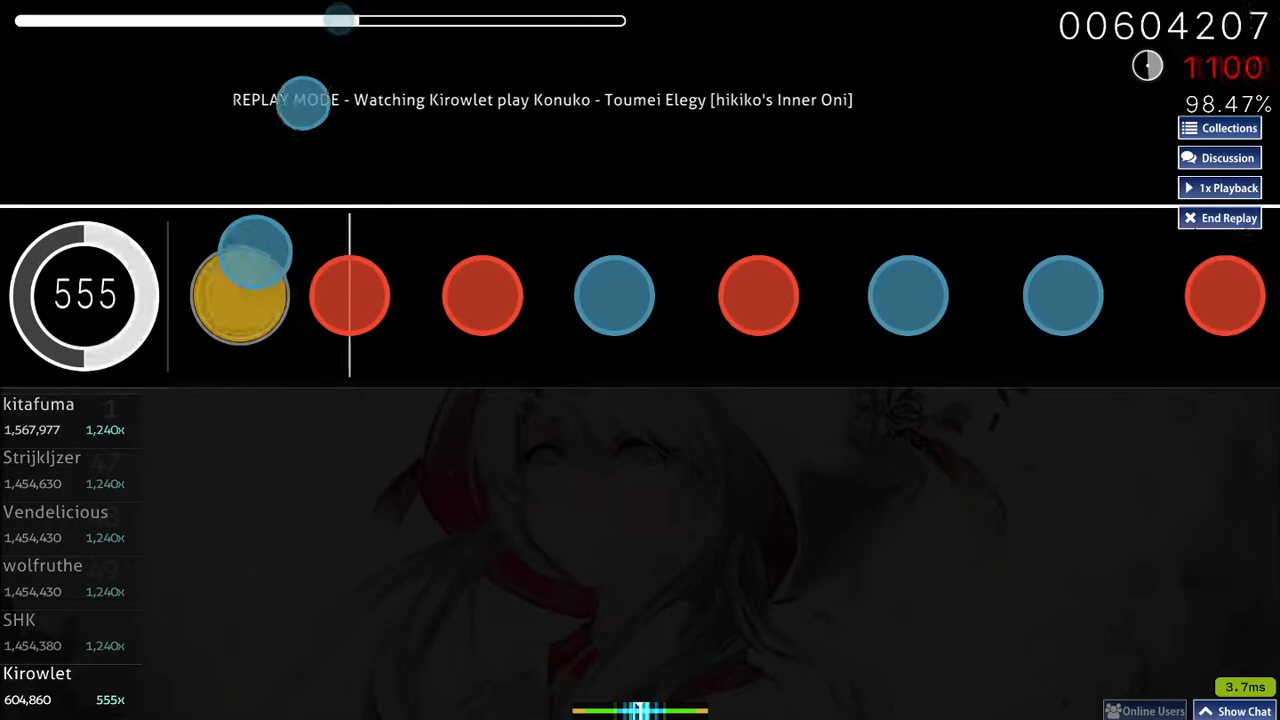 00604207
1100
REPLAY MODE - Watching Kirowlet play Konuko - Toumei Elegy [hikiko's Inner Oni]
98.47%
Collections
Discussion
1x Playback
End Replay
555
kitafuma 1
1,567,977 1,240x
Strijkljzer 47
1,454,630 1,240x
Vendelicious
1,454,430 1,240x
wolfruthe 49
1,454,430 1,240x
SHK
1,454,380 1,240x
Kirowlet
604,860 555x
3.7ms
Online Users
Show Chat